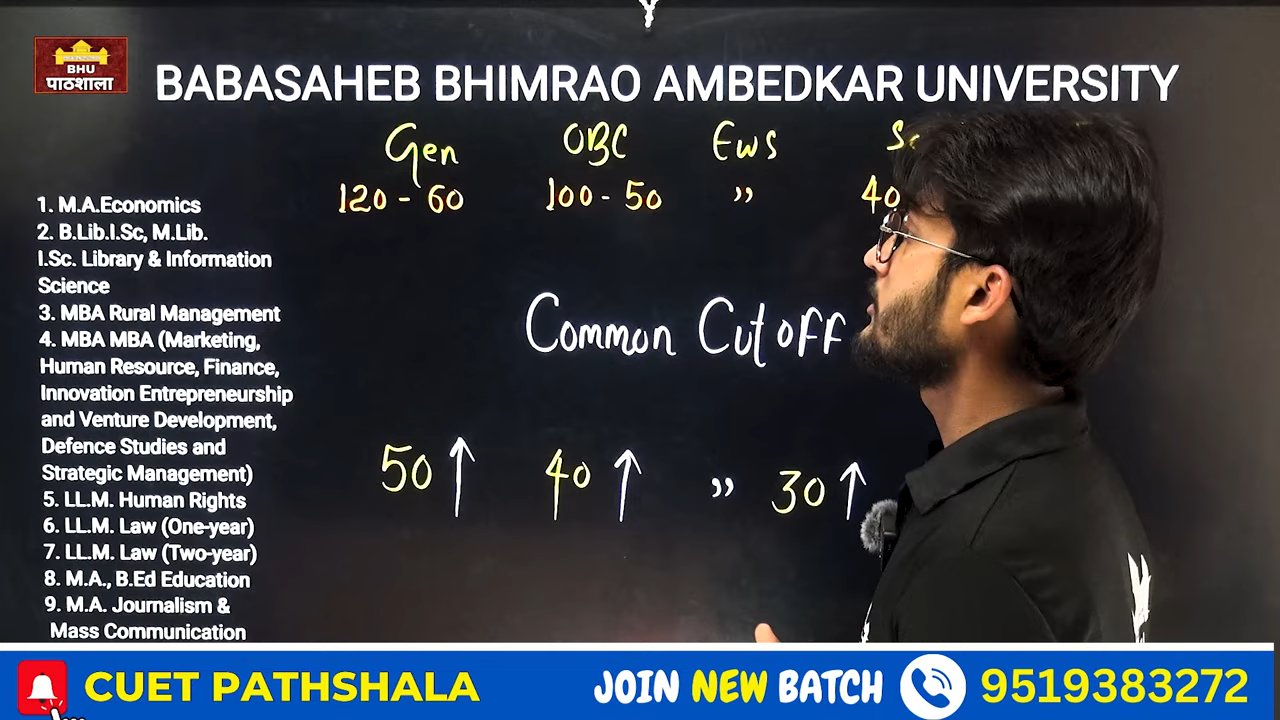 BHU
पाठशाला
BABASAHEB BHIMRAO AMBEDKAR UNIVERSITY
Gen OBC Ews
120 - 60 100 - 50 " 40
1. M.A.Economics
2. B.Lib.I.Sc, M.Lib.
I.Sc. Library & Information
Science
3. MBA Rural Management
4. MBA MBA (Marketing,
Human Resource, Finance,
Innovation Entrepreneurship
and Venture Development,
Defence Studies and
Strategic Management)
5. LL.M. Human Rights
6. LL.M. Law (One-year)
7. LL.M. Law (Two-year)
8. M.A., B.Ed Education
9. M.A. Journalism &
Mass Communication
Common Cutoff
50 ↑ 40 ↑ " 30 ↑
CUET PATHSHALA
JOIN NEW BATCH
9519383272